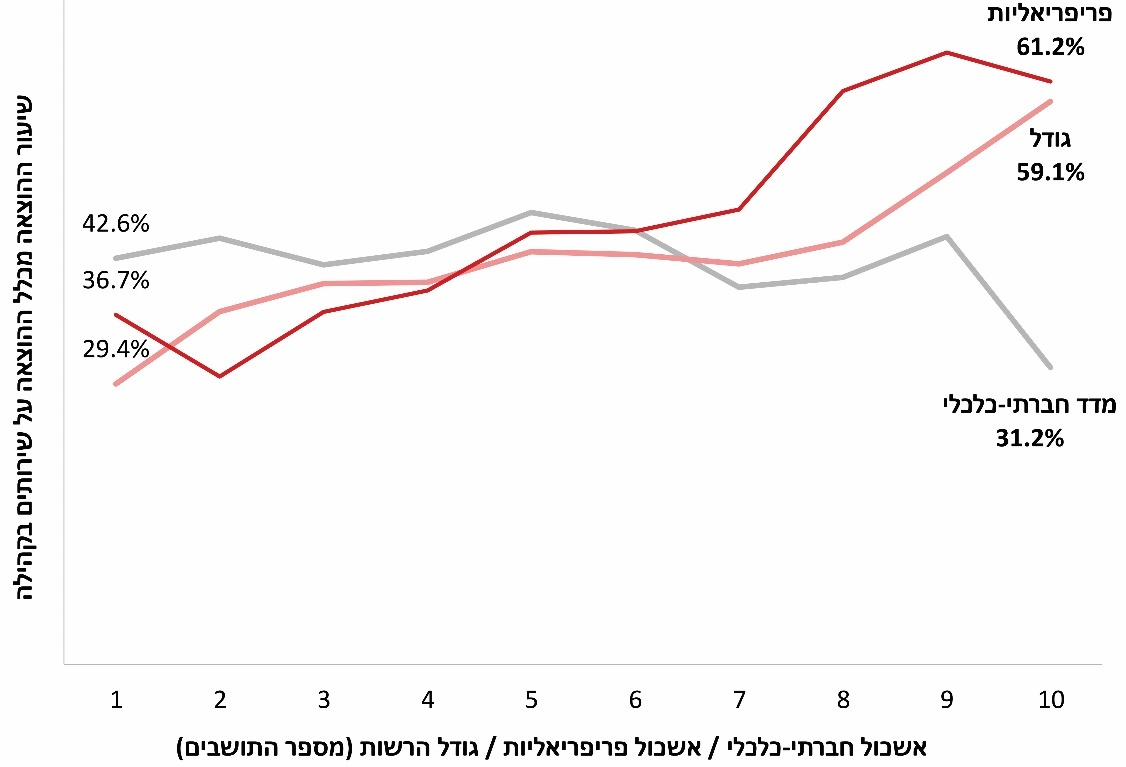 פריפריאליות
61.2%
גודל
59.1%
42.6%
36.7%
29.4%
מדד חברתי-כלכלי
31.2%
שיעור ההוצאה מכלל ההוצאה על שירותים בקהילה
1 2 3 4 5 6 7 8 9 10
אשכול חברתי-כלכלי / אשכול פריפריאליות / גודל הרשות (מספר התושבים)